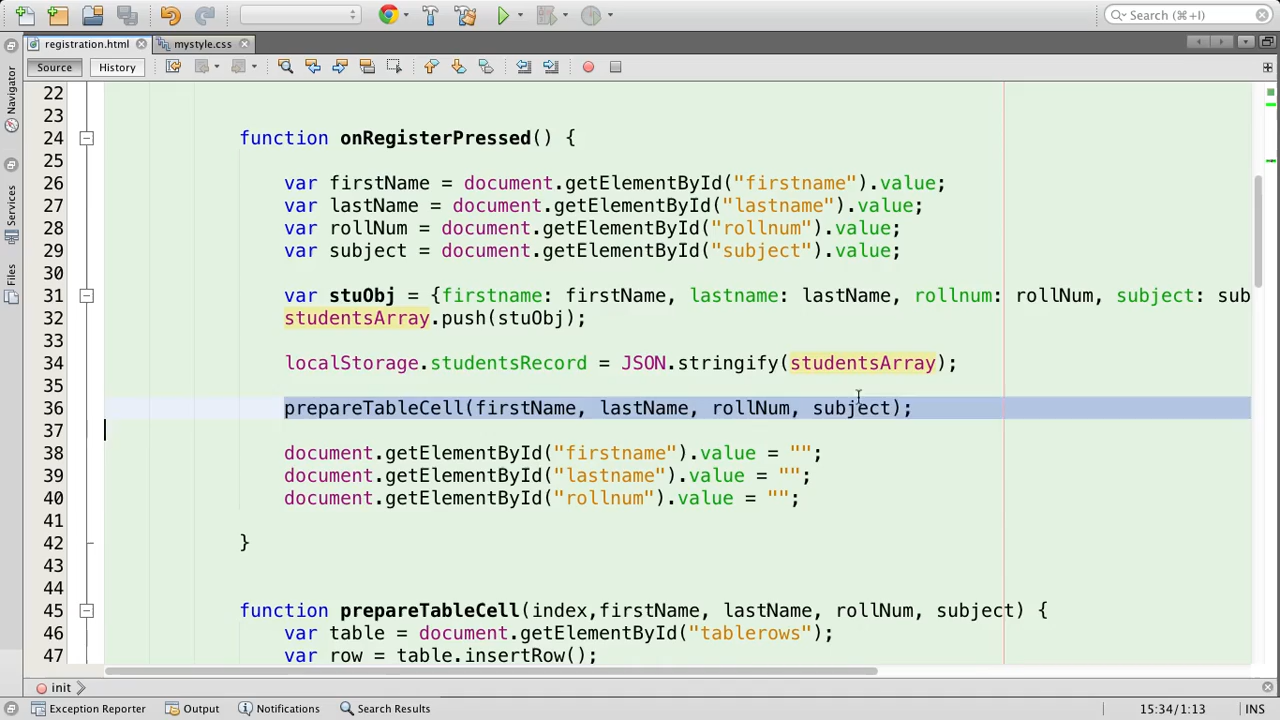 Search (⌘+I)
registration.html
mystyle.css
Source
History
Navigator
Services
Files
22
23
24 function onRegisterPressed() {
25
26 var firstName = document.getElementById("firstname").value;
27 var lastName = document.getElementById("lastname").value;
28 var rollNum = document.getElementById("rollnum").value;
29 var subject = document.getElementById("subject").value;
30
31 var stuObj = {firstname: firstName, lastname: lastName, rollnum: rollNum, subject: sub
32 studentsArray.push(stuObj);
33
34 localStorage.studentsRecord = JSON.stringify(studentsArray);
35
36 prepareTableCell(firstName, lastName, rollNum, subject);
37
38 document.getElementById("firstname").value = "";
39 document.getElementById("lastname").value = "";
40 document.getElementById("rollnum").value = "";
41
42 }
43
44
45 function prepareTableCell(index,firstName, lastName, rollNum, subject) {
46 var table = document.getElementById("tablerows");
47 var row = table.insertRow();
init
Exception Reporter
Output
Notifications
Search Results
15:34/1:13
INS